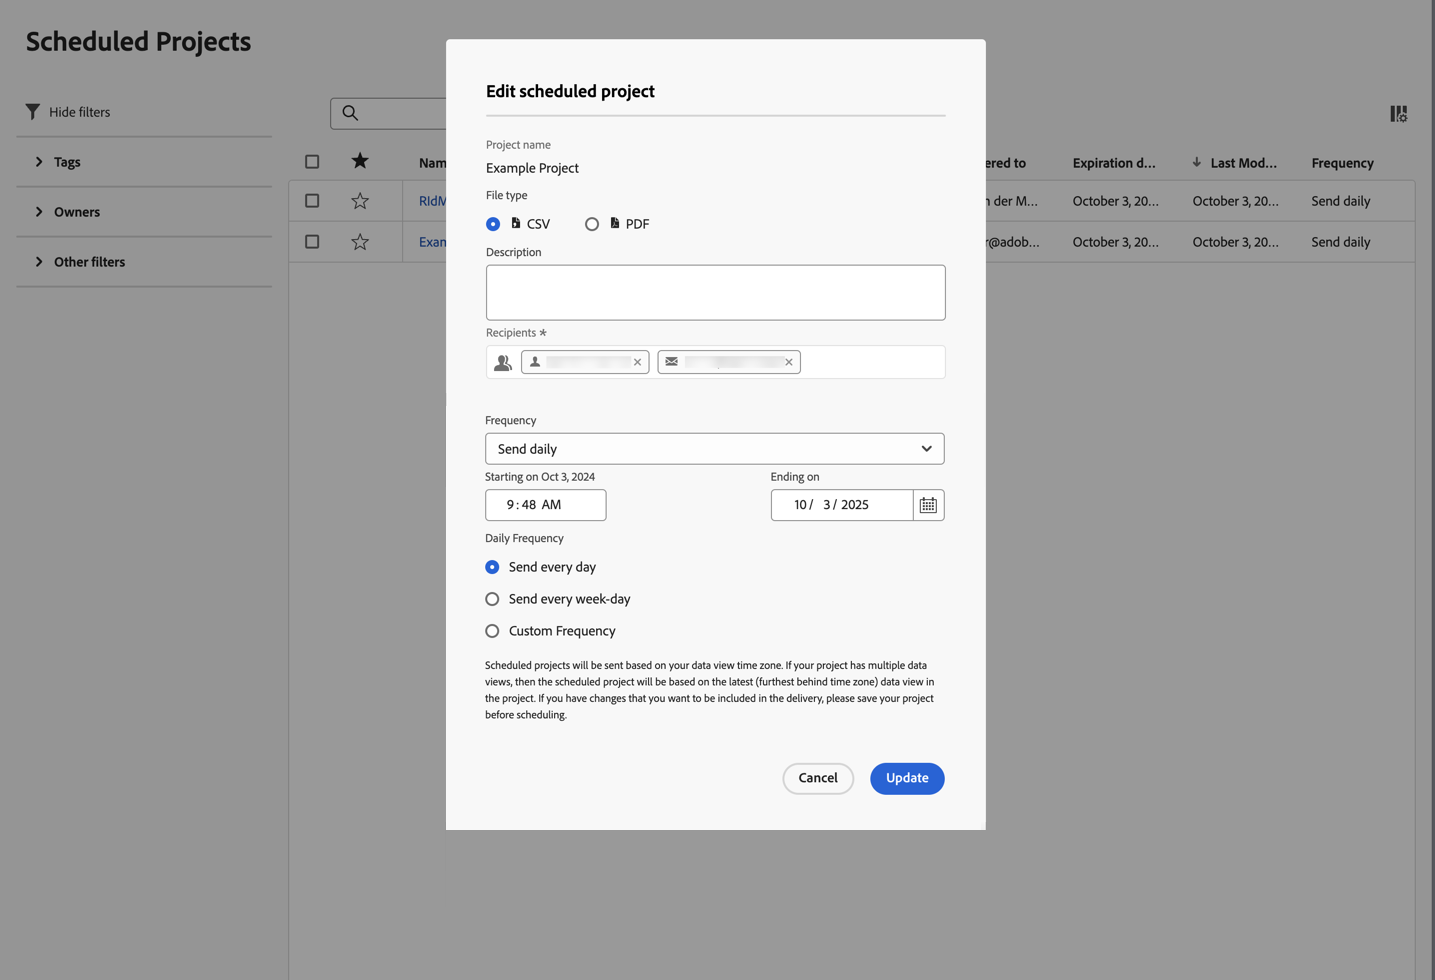 Scheduled Projects
Hide filters
Tags
Owners
Other filters
Nam
ered to
Expiration d...
Last Mod...
Frequency
RIdM
n der M...
October 3, 20...
October 3, 20...
Send daily
Exan
r@adob...
October 3, 20...
October 3, 20...
Send daily
Edit scheduled project
Project name
Example Project
File type
CSV
PDF
Description
Recipients *
Frequency
Send daily
Starting on Oct 3, 2024
Ending on
9 : 48 AM
10 / 3 / 2025
Daily Frequency
Send every day
Send every week-day
Custom Frequency
Scheduled projects will be sent based on your data view time zone. If your project has multiple data
views, then the scheduled project will be based on the latest (furthest behind time zone) data view in
the project. If you have changes that you want to be included in the delivery, please save your project
before scheduling.
Cancel
Update